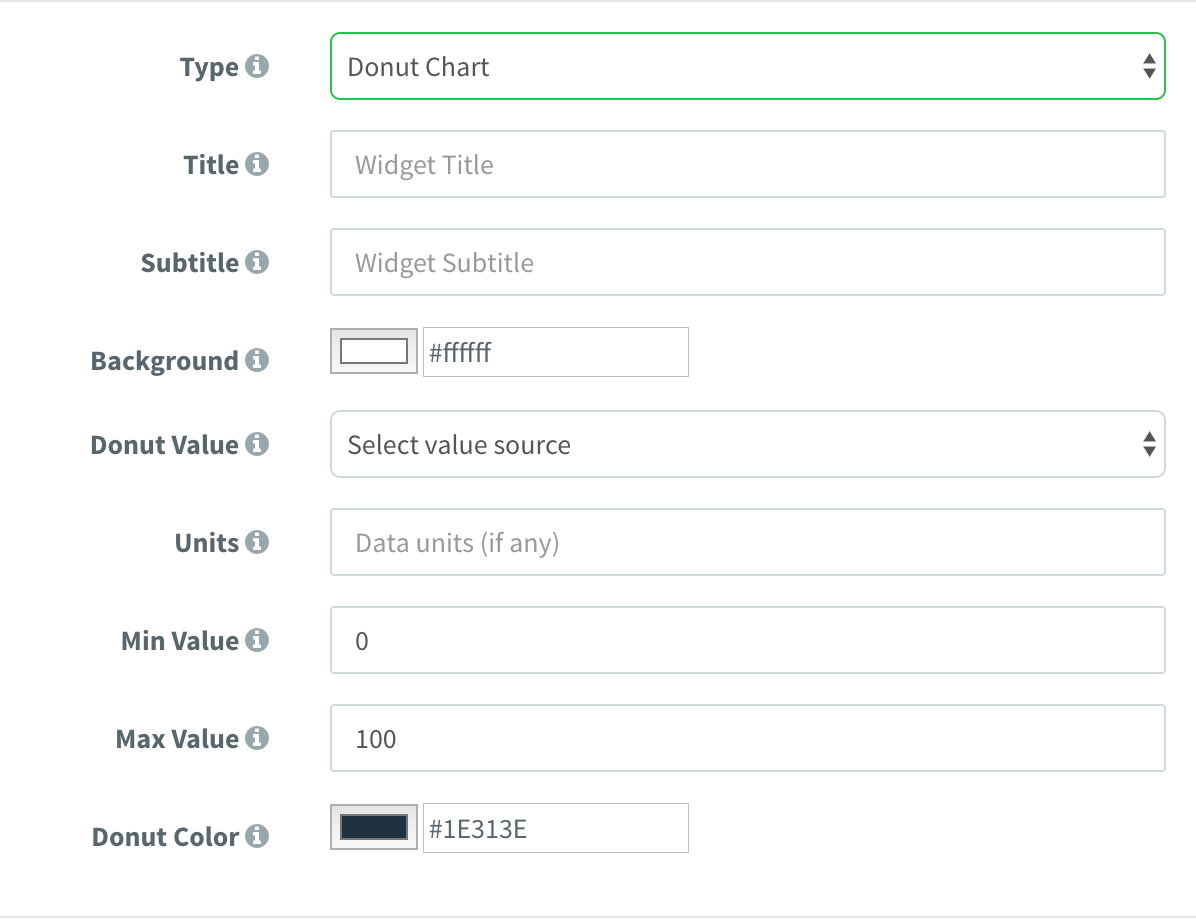 Type Donut Chart
Title Widget Title
Subtitle Widget Subtitle
Background #ffffff
Donut Value Select value source
Units Data units (if any)
Min Value 0
Max Value 100
Donut Color #1E313E